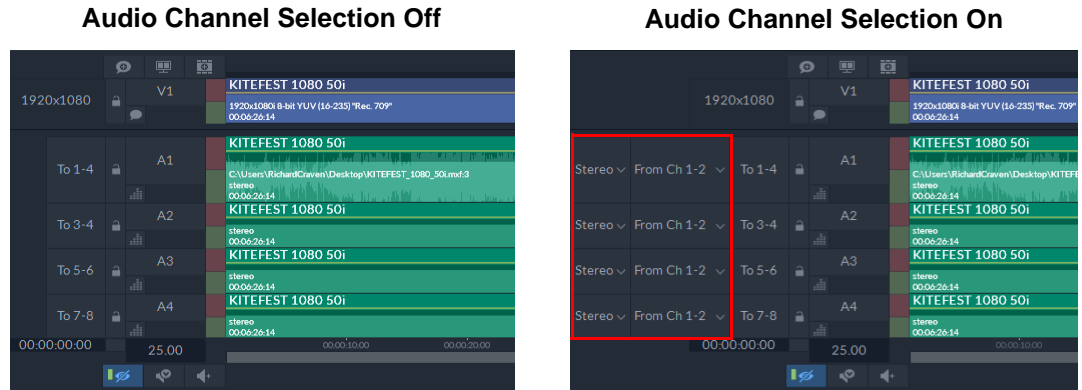 Audio Channel Selection Off
Audio Channel Selection On
1920x1080
V1
KITEFEST 1080 50i
1920x1080i 8-bit YUV (16-235) "Rec. 709"
00:06:26:14
To 1-4
A1
KITEFEST 1080 50i
C:\Users\RichardCraven\Desktop\KITEFEST_1080_50i.mxf:3
stereo
00:06:26:14
To 3-4
A2
KITEFEST 1080 50i
stereo
00:06:26:14
To 5-6
A3
KITEFEST 1080 50i
stereo
00:06:26:14
To 7-8
A4
KITEFEST 1080 50i
stereo
00:06:26:14
00:00:00:00
25.00
00:00:10:00
00:00:20:00
1920x1080
V1
KITEFEST 1080 50i
1920x1080i 8-bit YUV (16-235) "Rec. 709"
00:06:26:14
Stereo From Ch 1-2 To 1-4
A1
KITEFEST 1080 50i
C:\Users\RichardCraven\Desktop\KITEFE
stereo
00:06:26:14
Stereo From Ch 1-2 To 3-4
A2
KITEFEST 1080 50i
stereo
00:06:26:14
Stereo From Ch 1-2 To 5-6
A3
KITEFEST 1080 50i
stereo
00:06:26:14
Stereo From Ch 1-2 To 7-8
A4
KITEFEST 1080 50i
stereo
00:06:26:14
00:00:00:00
25.00
00:00:10:00